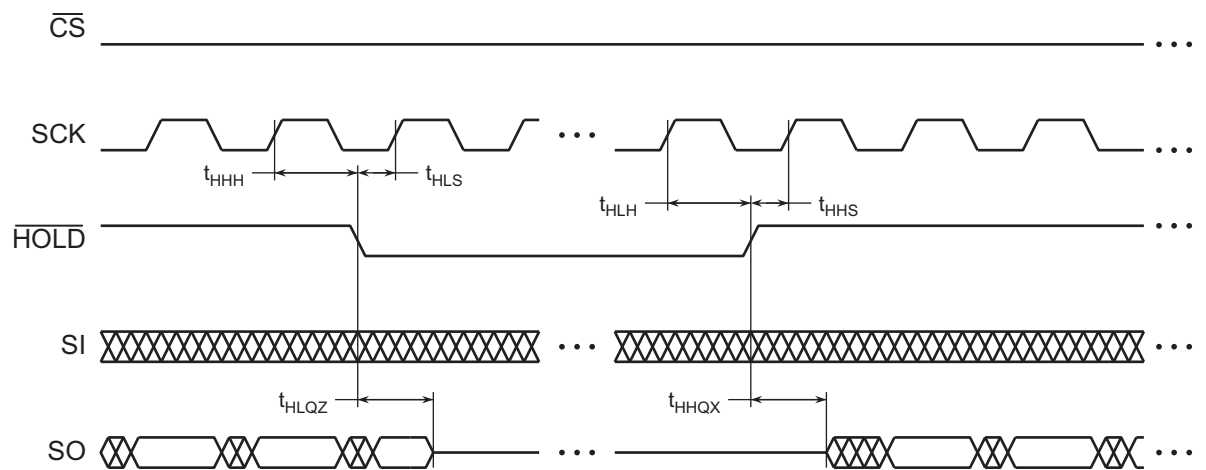 CS
SCK
tHHH
tHLS
tHLH
tHHS
HOLD
SI
tHLQZ
tHHQX
SO